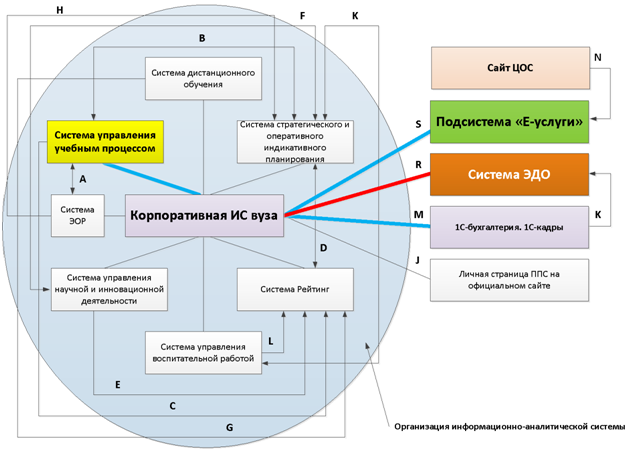 H
F
K
B
Система дистанционного
обучения
Сайт ЦОС
N
Система управления
учебным процессом
Система стратегического и
оперативного
индикативного
планирования
S
Подсистема «Е-услуги»
A
R
Система ЭДО
Система
ЭОР
Корпоративная ИС вуза
M
1С-бухгалтерия. 1С-кадры
K
D
J
Личная страница ППС на
официальном сайте
Система управления
научной и инновационной
деятельности
Система Рейтинг
Система управления
воспитательной работой
L
E
C
G
Организация информационно-аналитической системы